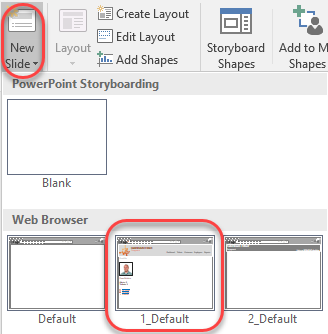 New
Slide
Layout
Create Layout
Edit Layout
Add Shapes
Storyboard
Shapes
Add to M
Shapes
PowerPoint Storyboarding
Blank
Web Browser
Default
1_Default
2_Default